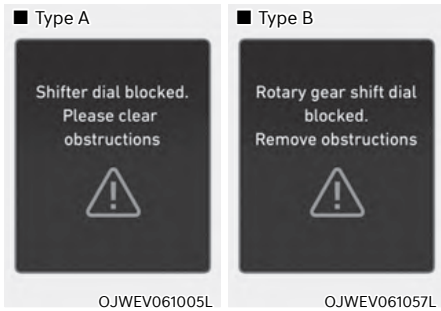 ■ Type A
Shifter dial blocked.
Please clear
obstructions
OJWEV061005L
■ Type B
Rotary gear shift dial
blocked.
Remove obstructions
OJWEV061057L